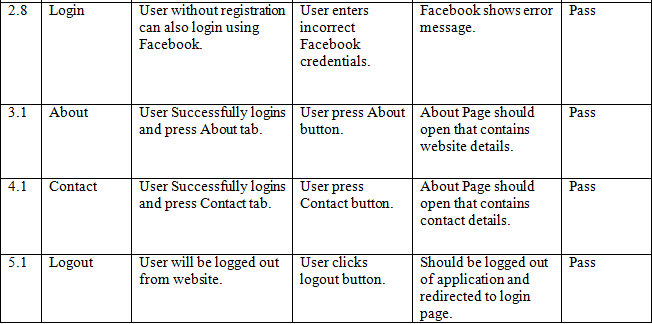 2.8 Login User without registration User enters Facebook shows error Pass
can also login using incorrect message.
Facebook. Facebook
credentials.
3.1 About User Successfully logins User press About About Page should Pass
and press About tab. button. open that contains
website details.
4.1 Contact User Successfully logins User press About Page should Pass
and press Contact tab. Contact button. open that contains
contact details.
5.1 Logout User will be logged out User clicks Should be logged out Pass
from website. logout button. of application and
redirected to login
page.